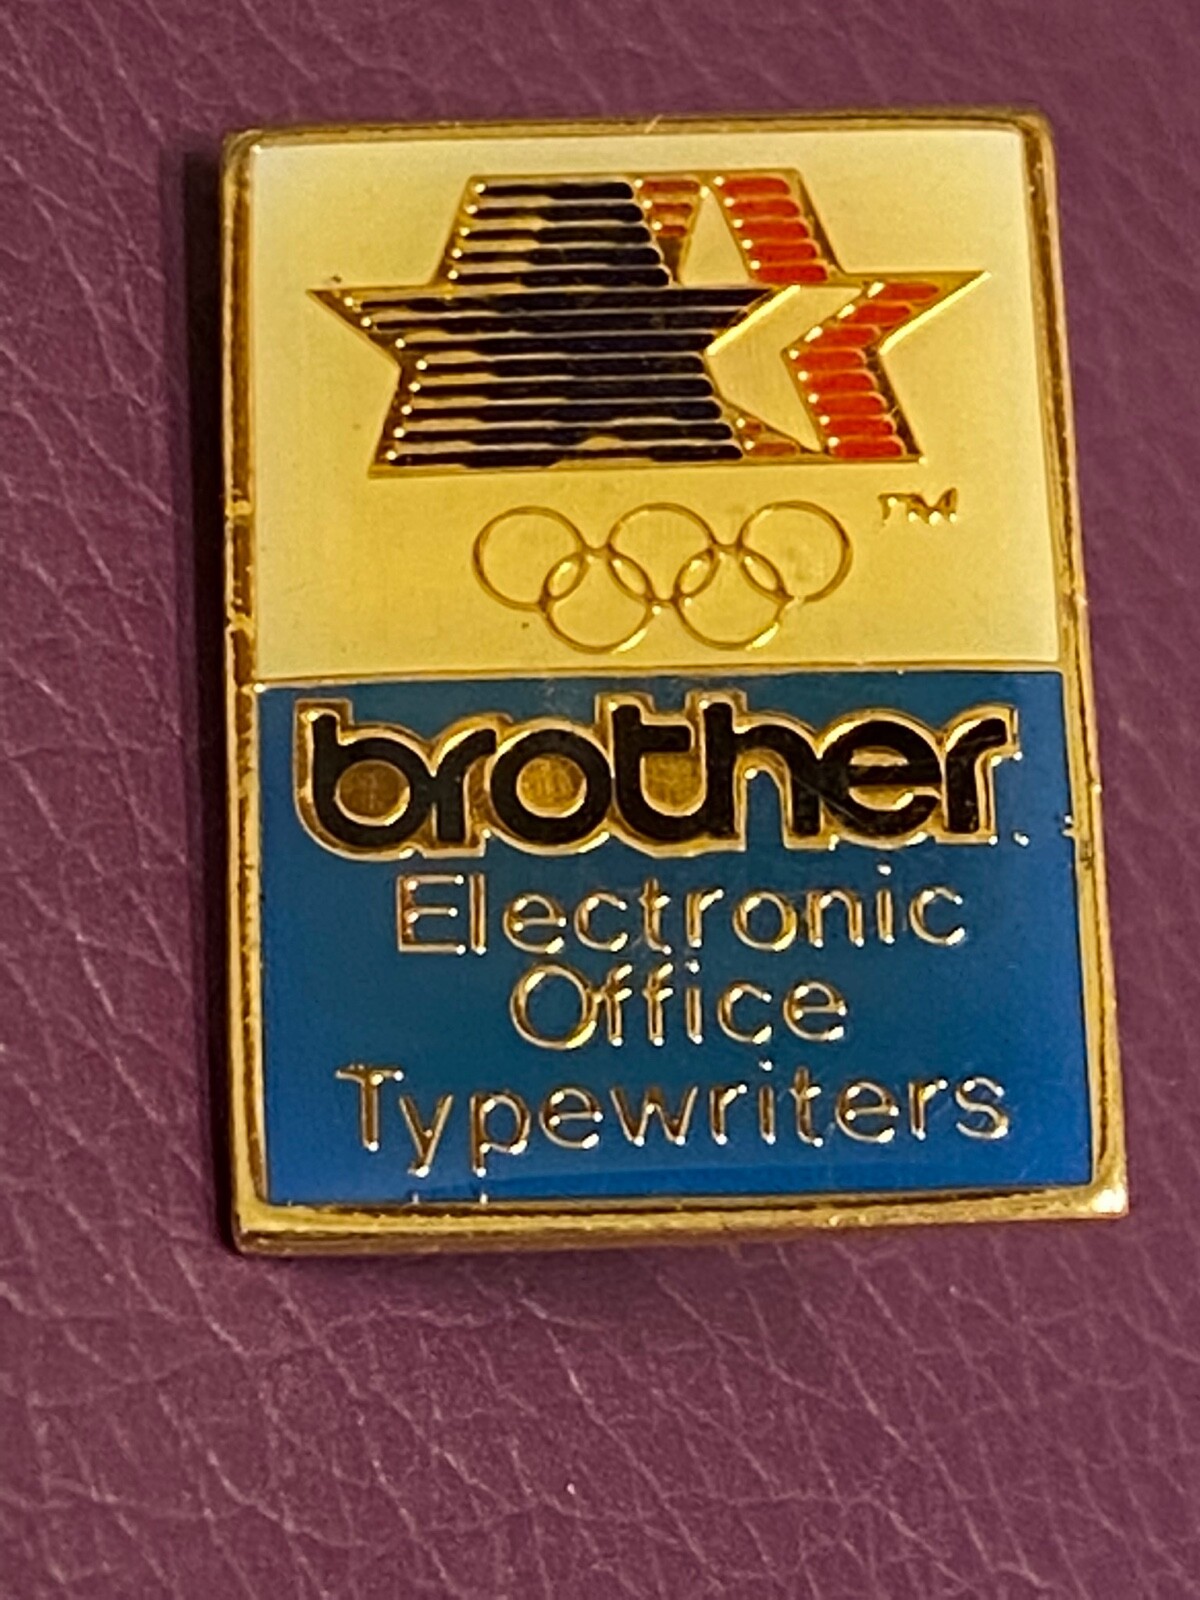 TM
brother
Electronic
Office
Typewriters